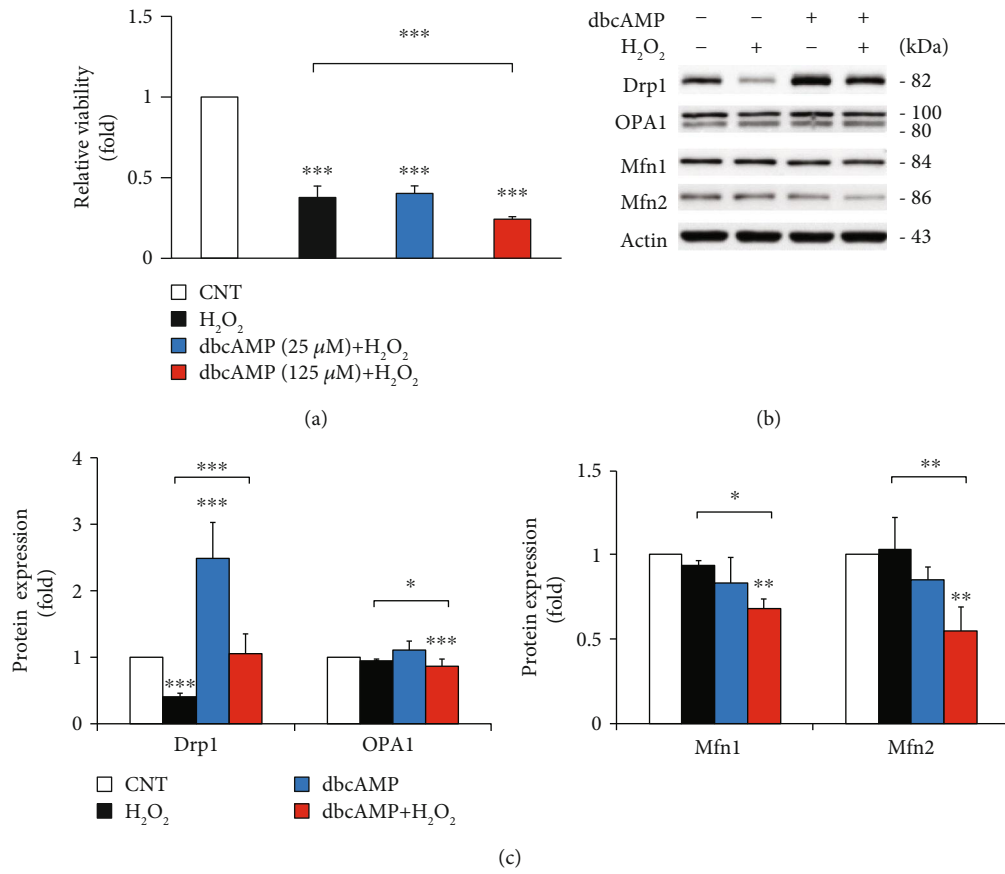 1.5
1
0.5
0
Relative viability
(fold)
***
*** *** ***
CNT
H₂O₂
dbcAMP (25 μM)+H₂O₂
dbcAMP (125 μM)+H₂O₂
(a)
dbcAMP − − + +
H₂O₂ − + − + (kDa)
Drp1 - 82
OPA1 - 100
- 80
Mfn1 - 84
Mfn2 - 86
Actin - 43
(b)
4
3
2
1
0
Protein expression
(fold)
***
***
***
*
***
Drp1 OPA1
CNT
H₂O₂
dbcAMP
dbcAMP+H₂O₂
1.5
1
0.5
0
Protein expression
(fold)
*
**
**
**
Mfn1 Mfn2
(c)